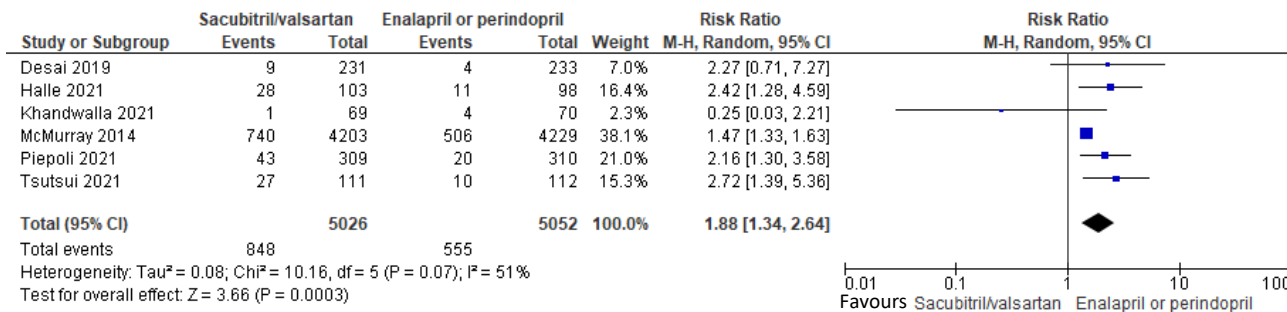 Sacubitril/valsartan Enalapril or perindopril Risk Ratio Risk Ratio
Study or Subgroup Events Total Events Total Weight M-H, Random, 95% CI M-H, Random, 95% CI
Desai 2019 9 231 4 233 7.0% 2.27 [0.71, 7.27]
Halle 2021 28 103 11 98 16.4% 2.42 [1.28, 4.59]
Khandwalla 2021 1 69 4 70 2.3% 0.25 [0.03, 2.21]
McMurray 2014 740 4203 506 4229 38.1% 1.47 [1.33, 1.63]
Piepoli 2021 43 309 20 310 21.0% 2.16 [1.30, 3.58]
Tsutsui 2021 27 111 10 112 15.3% 2.72 [1.39, 5.36]
Total (95% CI) 5026 5052 100.0% 1.88 [1.34, 2.64]
Total events 848 555
Heterogeneity: Tau² = 0.08; Chi² = 10.16, df = 5 (P = 0.07); I² = 51%
Test for overall effect: Z = 3.66 (P = 0.0003)
0.01 0.1 1 10 100
Favours Sacubitril/valsartan Enalapril or perindopril